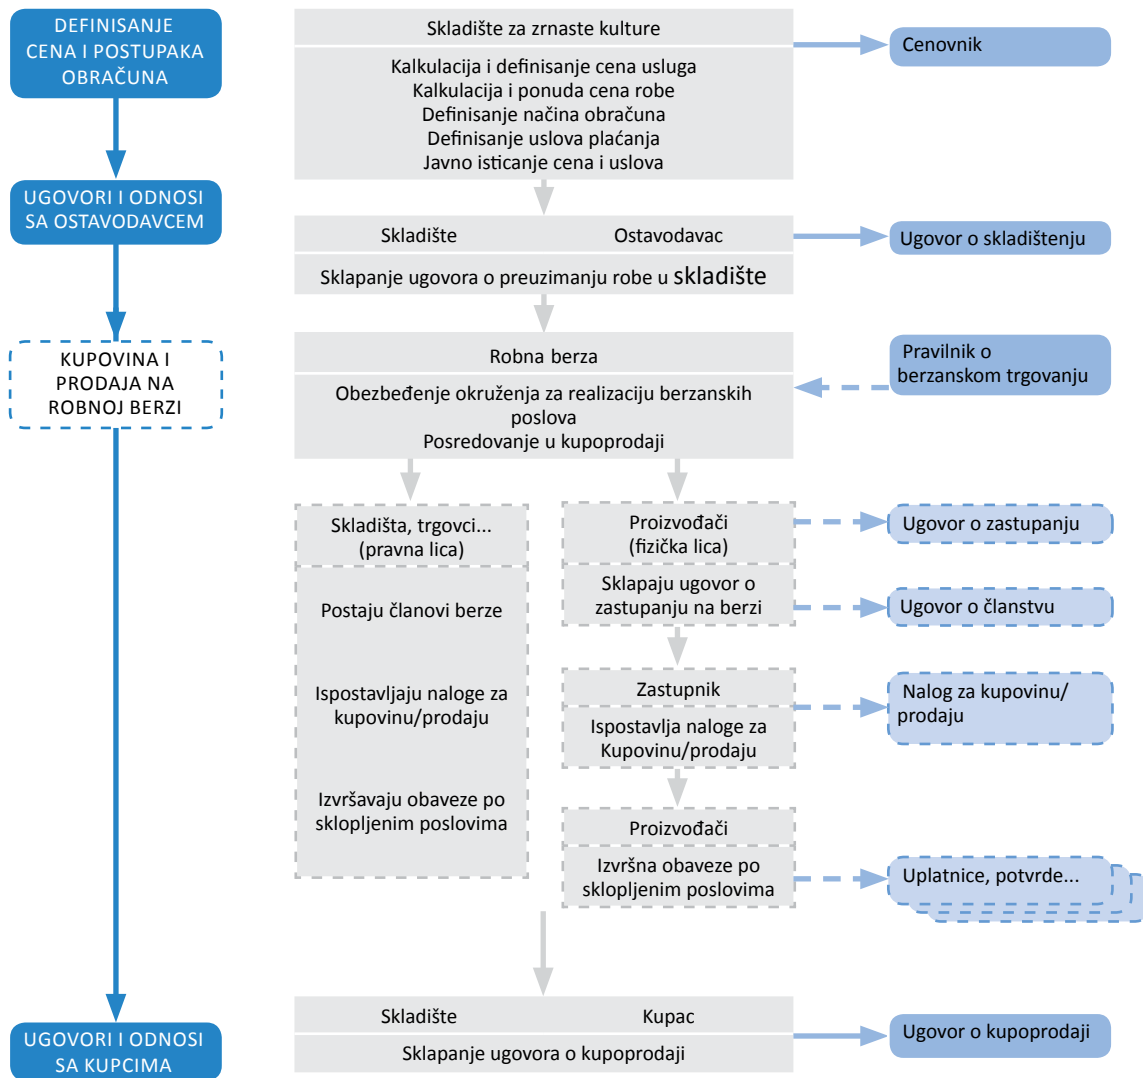 DEFINISANJE
CENA I POSTUPAKA
OBRAČUNA
Skladište za zrnaste kulture
Kalkulacija i definisanje cena usluga
Kalkulacija i ponuda cena robe
Definisanje načina obračuna
Definisanje uslova plaćanja
Javno isticanje cena i uslova
Cenovnik
UGOVORI I ODNOSI
SA OSTAVODAVCEM
Skladište Ostavodavac
Sklapanje ugovora o preuzimanju robe u skladište
Ugovor o skladištenju
KUPOVINA I
PRODAJA NA
ROBNOJ BERZI
Robna berza
Obezbeđenje okruženja za realizaciju berzanskih
poslova
Posredovanje u kupoprodaji
Pravilnik o
berzanskom trgovanju
Skladišta, trgovci...
(pravna lica)
Postaju članovi berze
Ispostavljaju naloge za
kupovinu/prodaju
Izvršavaju obaveze po
sklopljenim poslovima
Proizvođači
(fizička lica)
Sklapaju ugovor o
zastupanju na berzi
Zastupnik
Ispostavlja naloge za
Kupovinu/prodaju
Proizvođači
Izvršna obaveze po
sklopljenim poslovima
Ugovor o zastupanju
Ugovor o članstvu
Nalog za kupovinu/
prodaju
Uplatnice, potvrde...
UGOVORI I ODNOSI
SA KUPCIMA
Skladište Kupac
Sklapanje ugovora o kupoprodaji
Ugovor o kupoprodaji